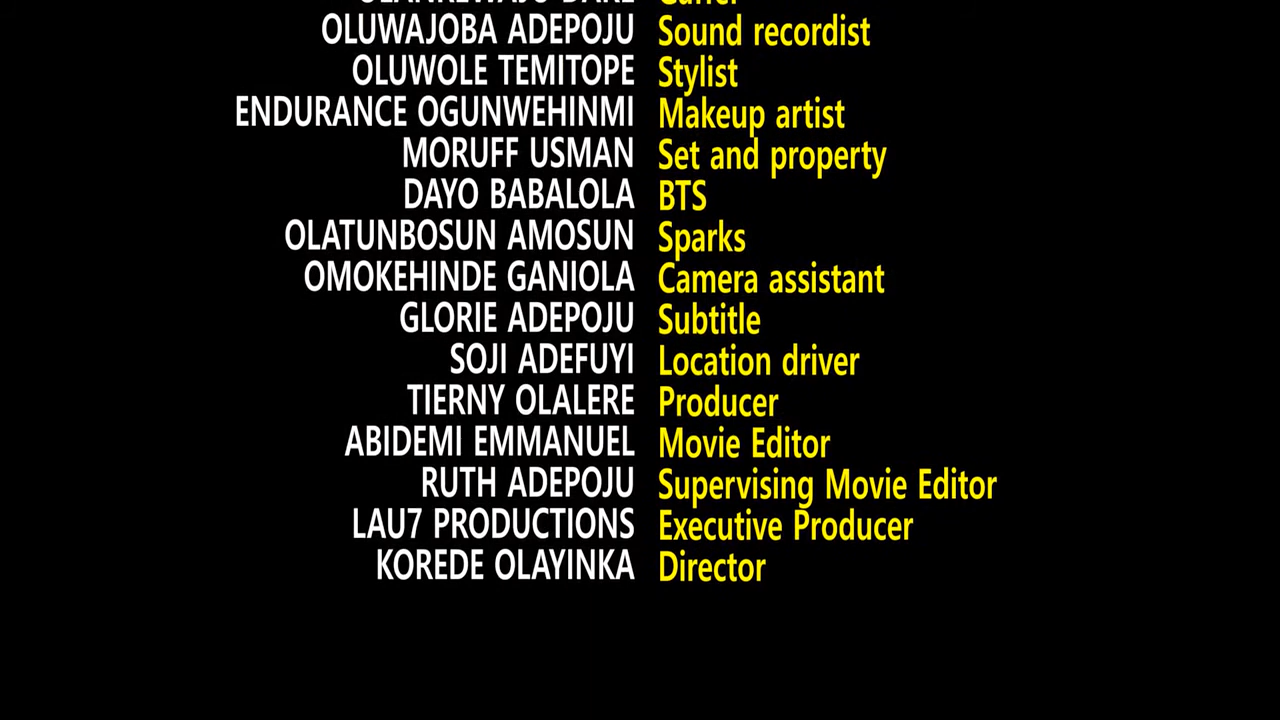 OLUWAJOBA ADEPOJU Sound recordist
OLUWOLE TEMITOPE Stylist
ENDURANCE OGUNWEHINMI Makeup artist
MORUFF USMAN Set and property
DAYO BABALOLA BTS
OLATUNBOSUN AMOSUN Sparks
OMOKEHINDE GANIOLA Camera assistant
GLORIE ADEPOJU Subtitle
SOJI ADEFUYI Location driver
TIERNY OLALERE Producer
ABIDEMI EMMANUEL Movie Editor
RUTH ADEPOJU Supervising Movie Editor
LAU7 PRODUCTIONS Executive Producer
KOREDE OLAYINKA Director